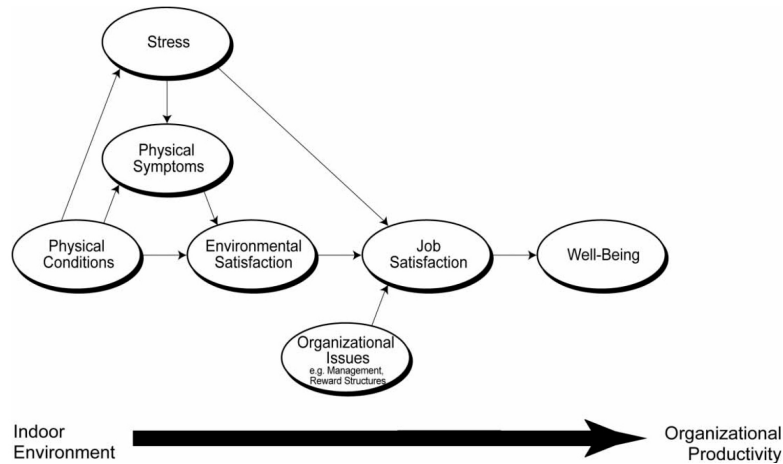 Stress
Physical
Symptoms
Physical
Conditions
Environmental
Satisfaction
Job
Satisfaction
Well-Being
Organizational
Issues
e.g. Management,
Reward Structures
Indoor
Environment
Organizational
Productivity